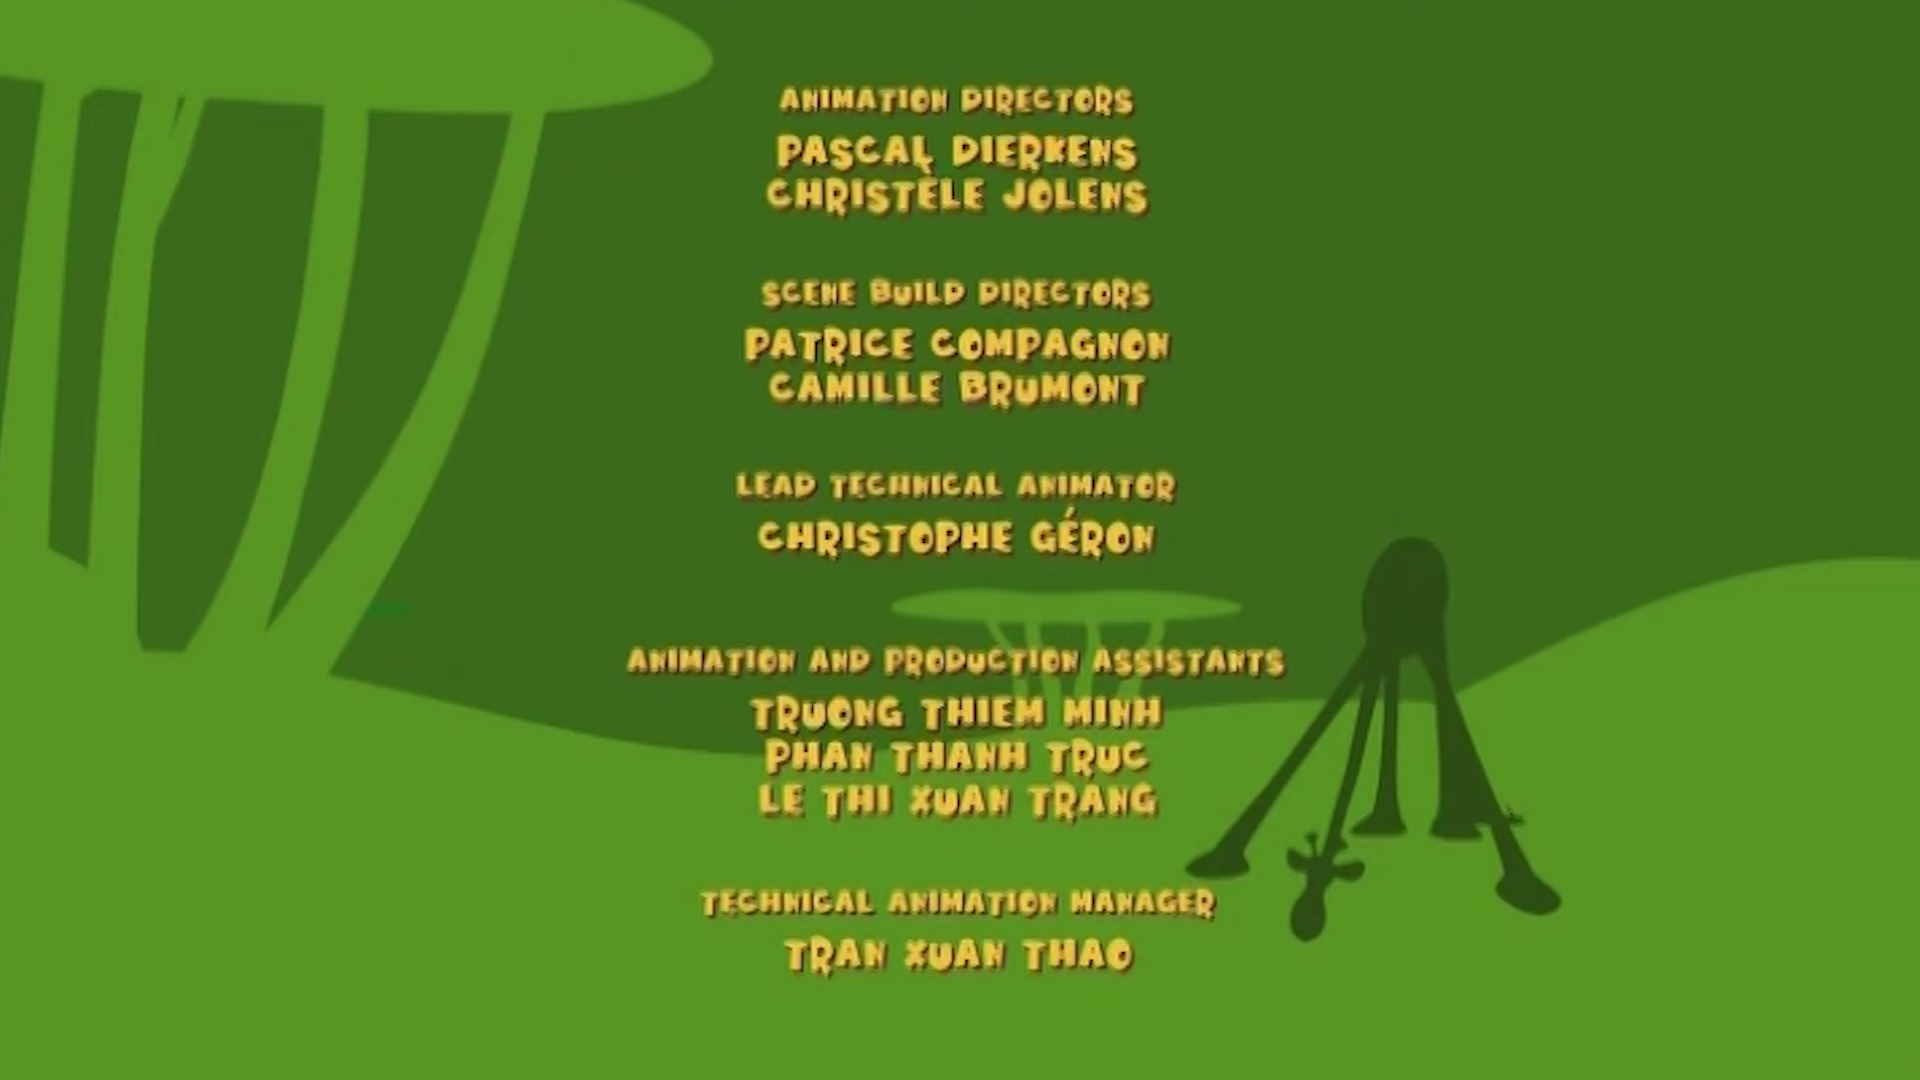 ANIMATION DIRECTORS
PASCAL DIERKENS
CHRISTÈLE JOLENS
SCENE BUILD DIRECTORS
PATRICE COMPAGNON
CAMILLE BRUMONT
LEAD TECHNICAL ANIMATOR
CHRISTOPHE GÉRON
ANIMATION AND PRODUCTION ASSISTANTS
TRUONG THIEM MINH
PHAN THANH TRUC
LE THI XUAN TRANG
TECHNICAL ANIMATION MANAGER
TRAN XUAN THAO